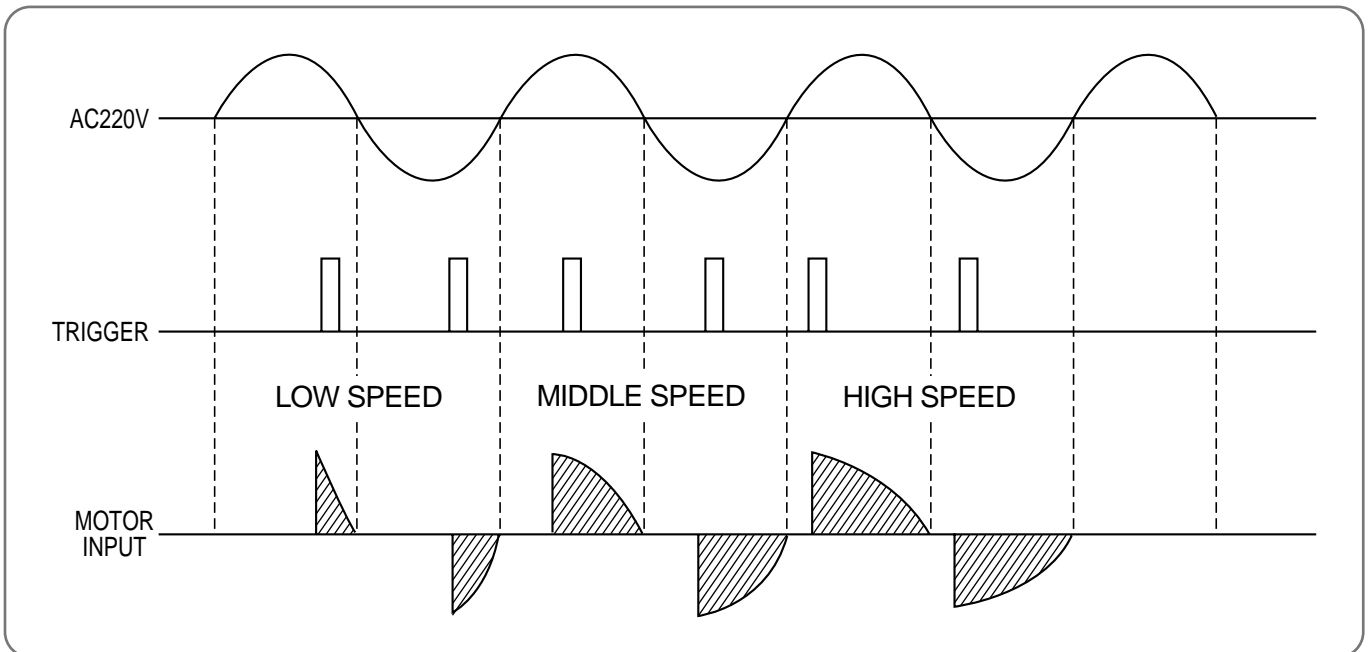 AC220V
TRIGGER
LOW SPEED
MIDDLE SPEED
HIGH SPEED
MOTOR
INPUT